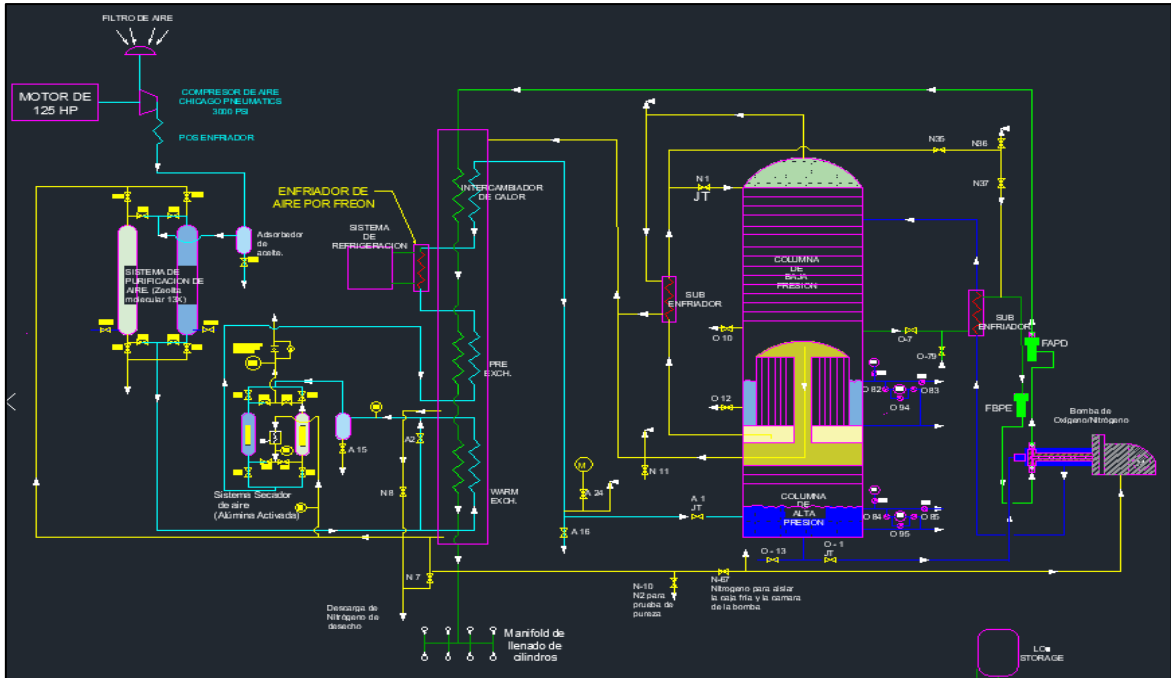 FILTRO DE AIRE
MOTOR DE
125 HP
COMPRESOR DE AIRE
CHICAGO PNEUMATICS
3000 PSI
POS ENFRIADOR
ENFRIADOR DE
AIRE POR FREON
SISTEMA
DE
REFRIGERACION
INTERCAMBIADOR
DE CALOR
Adsorbador
de
aceite.
SISTEMA DE
PURIFICACION DE
AIRE. (Zeolita
molecular 13X)
PRE
EXCH.
WARM
EXCH.
A 15
A2
N 8
Sistema Secador
de aire
(Alúmina Activada)
N 7
Descarga de
Nitrógeno de
desecho
Manifold de
llenado de
cilindros
N 1
JT
N35
N36
N37
COLUMNA
DE
BAJA
PRESION
SUB
ENFRIADOR
SUB
ENFRIADOR
O 10
O 12
O-7
O-79
FAPD
FBPE
O 82
O 83
O 94
Bomba de
Oxigeno/Nitrógeno
M
N 11
A 24
A 16
A 1
JT
COLUMNA
DE
ALTA
PRESION
O 84
O 85
O 95
O - 13
O - 1
JT
N-10
N2 para
prueba de
pureza
N-67
Nitrogeno para aislar
la caja fría y la camara
de la bomba
STORAGE